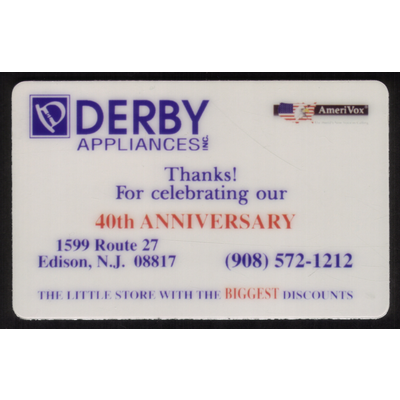 DERBY
APPLIANCES INC.
AmeriVox
Thanks!
For celebrating our
40th ANNIVERSARY
1599 Route 27
Edison, N.J. 08817 (908) 572-1212
THE LITTLE STORE WITH THE BIGGEST DISCOUNTS